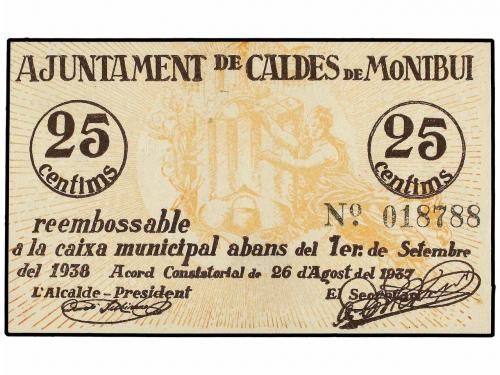 AJUNTAMENT DE CALDES DE MONTBUI
25 centims
25 centims
reembossable
Nº. 018788
a la caixa municipal abans del 1er. de Setembre
del 1938 Acord Consistorial de 26 d'Agost del 1937
L'Alcalde-President El Secretari